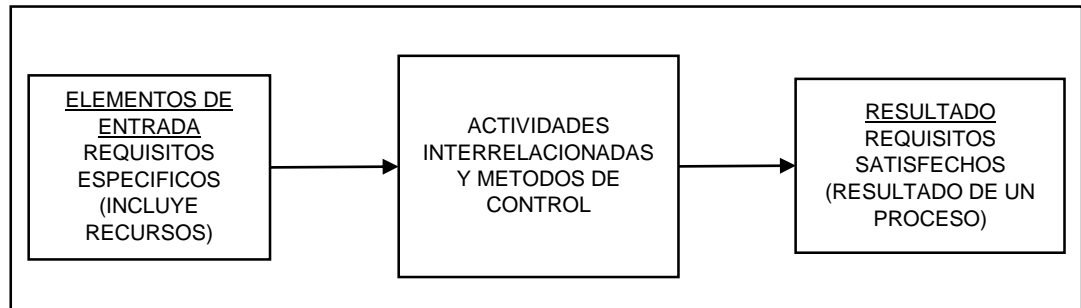 ELEMENTOS DE
ENTRADA
REQUISITOS
ESPECIFICOS
(INCLUYE
RECURSOS)
ACTIVIDADES
INTERRELACIONADAS
Y METODOS DE
CONTROL
RESULTADO
REQUISITOS
SATISFECHOS
(RESULTADO DE UN
PROCESO)